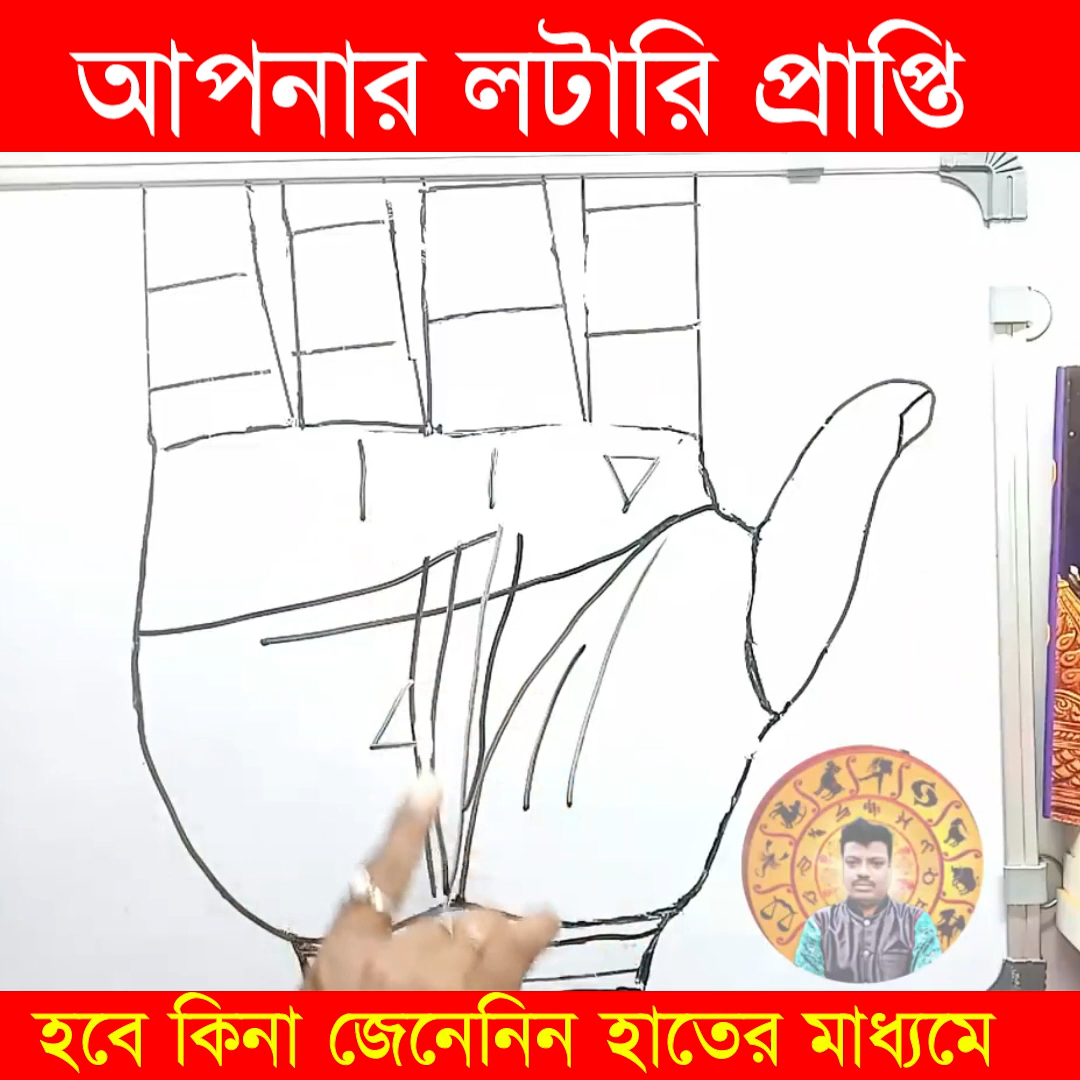 আপনার লটারি প্রাপ্তি
হবে কিনা জেনেনিন হাতের মাধ্যমে